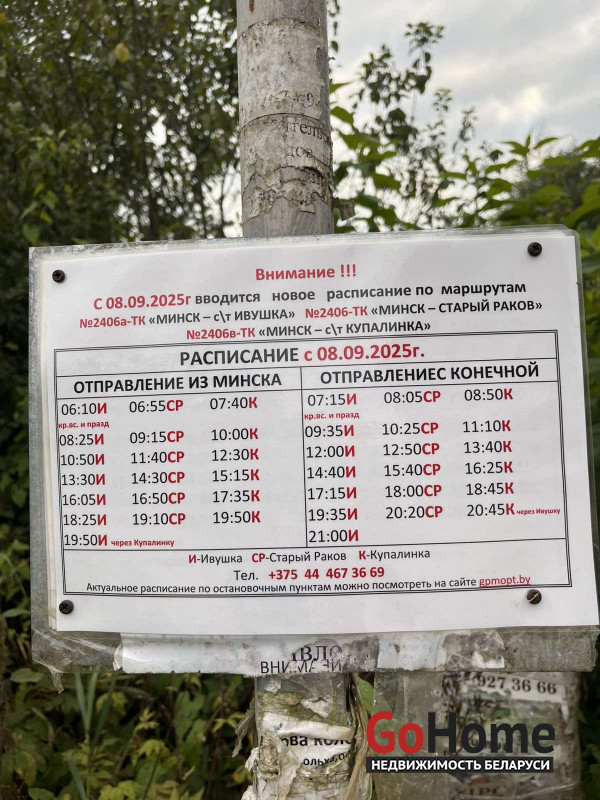 Внимание !!!
С 08.09.2025г вводится новое расписание по маршрутам
№2406а-ТК «МИНСК – с\т ИВУШКА» №2406-ТК «МИНСК – СТАРЫЙ РАКОВ»
№2406в-ТК «МИНСК – с\т КУПАЛИНКА»
РАСПИСАНИЕ с 08.09.2025г.
ОТПРАВЛЕНИЕ ИЗ МИНСКА
06:10И 06:55СР 07:40К
кр.вс. и празд
08:25И 09:15СР 10:00К
10:50И 11:40СР 12:30К
13:30И 14:30СР 15:15К
16:05И 16:50СР 17:35К
18:25И 19:10СР 19:50К
19:50И через Купалинку
ОТПРАВЛЕНИЕС КОНЕЧНОЙ
07:15И 08:05СР 08:50К
кр.вс. и празд
09:35И 10:25СР 11:10К
12:00И 12:50СР 13:40К
14:40И 15:40СР 16:25К
17:15И 18:00СР 18:45К
19:35И 20:20СР 20:45К через Ивушку
21:00И
И-Ивушка СР-Старый Раков К-Купалинка
Тел. +375 44 467 36 69
Актуальное расписание по остановочным пунктам можно посмотреть на сайте gpmopt.by
927 36 66
GoHome
НЕДВИЖИМОСТЬ БЕЛАРУСИ